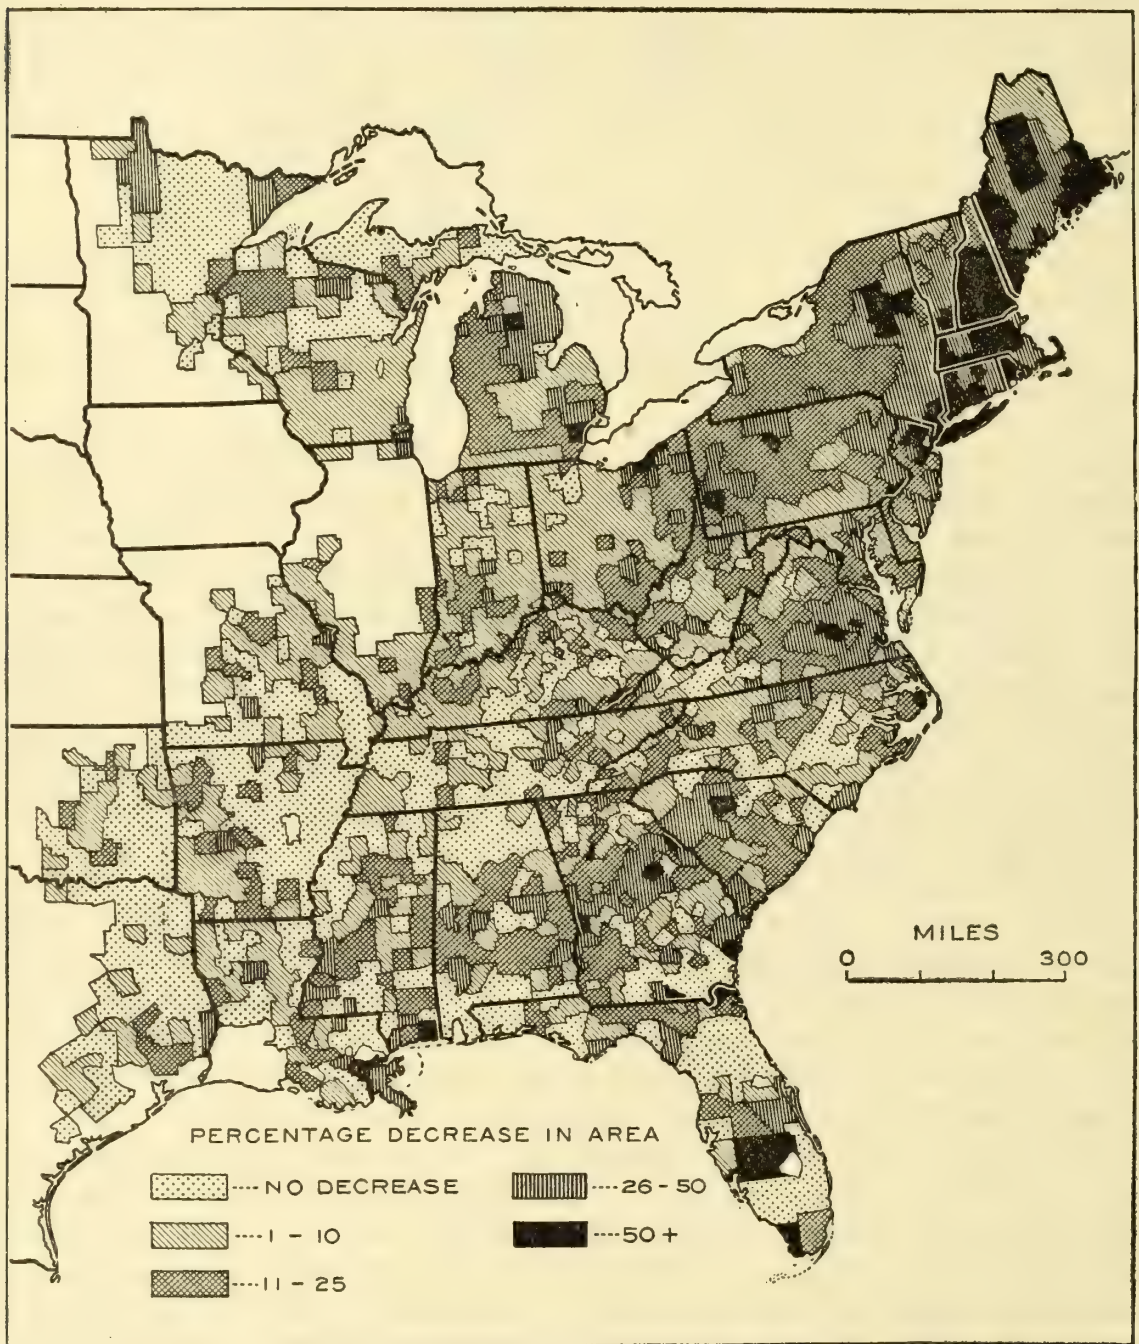 MILES
0 300
PERCENTAGE DECREASE IN AREA
NO DECREASE
1 - 10
11 - 25
26 - 50
50 +